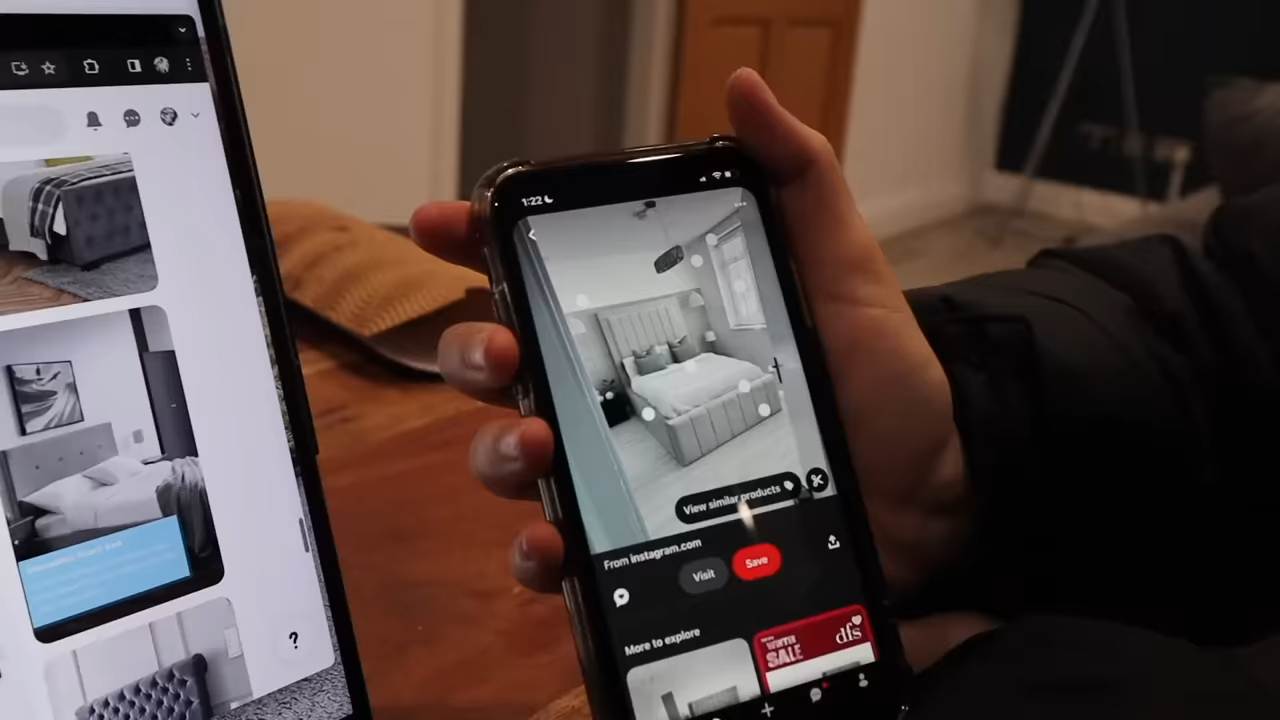 1:22
View similar products
From instagram.com
Visit
Save
More to explore
WINTER
SALE
dfs
?